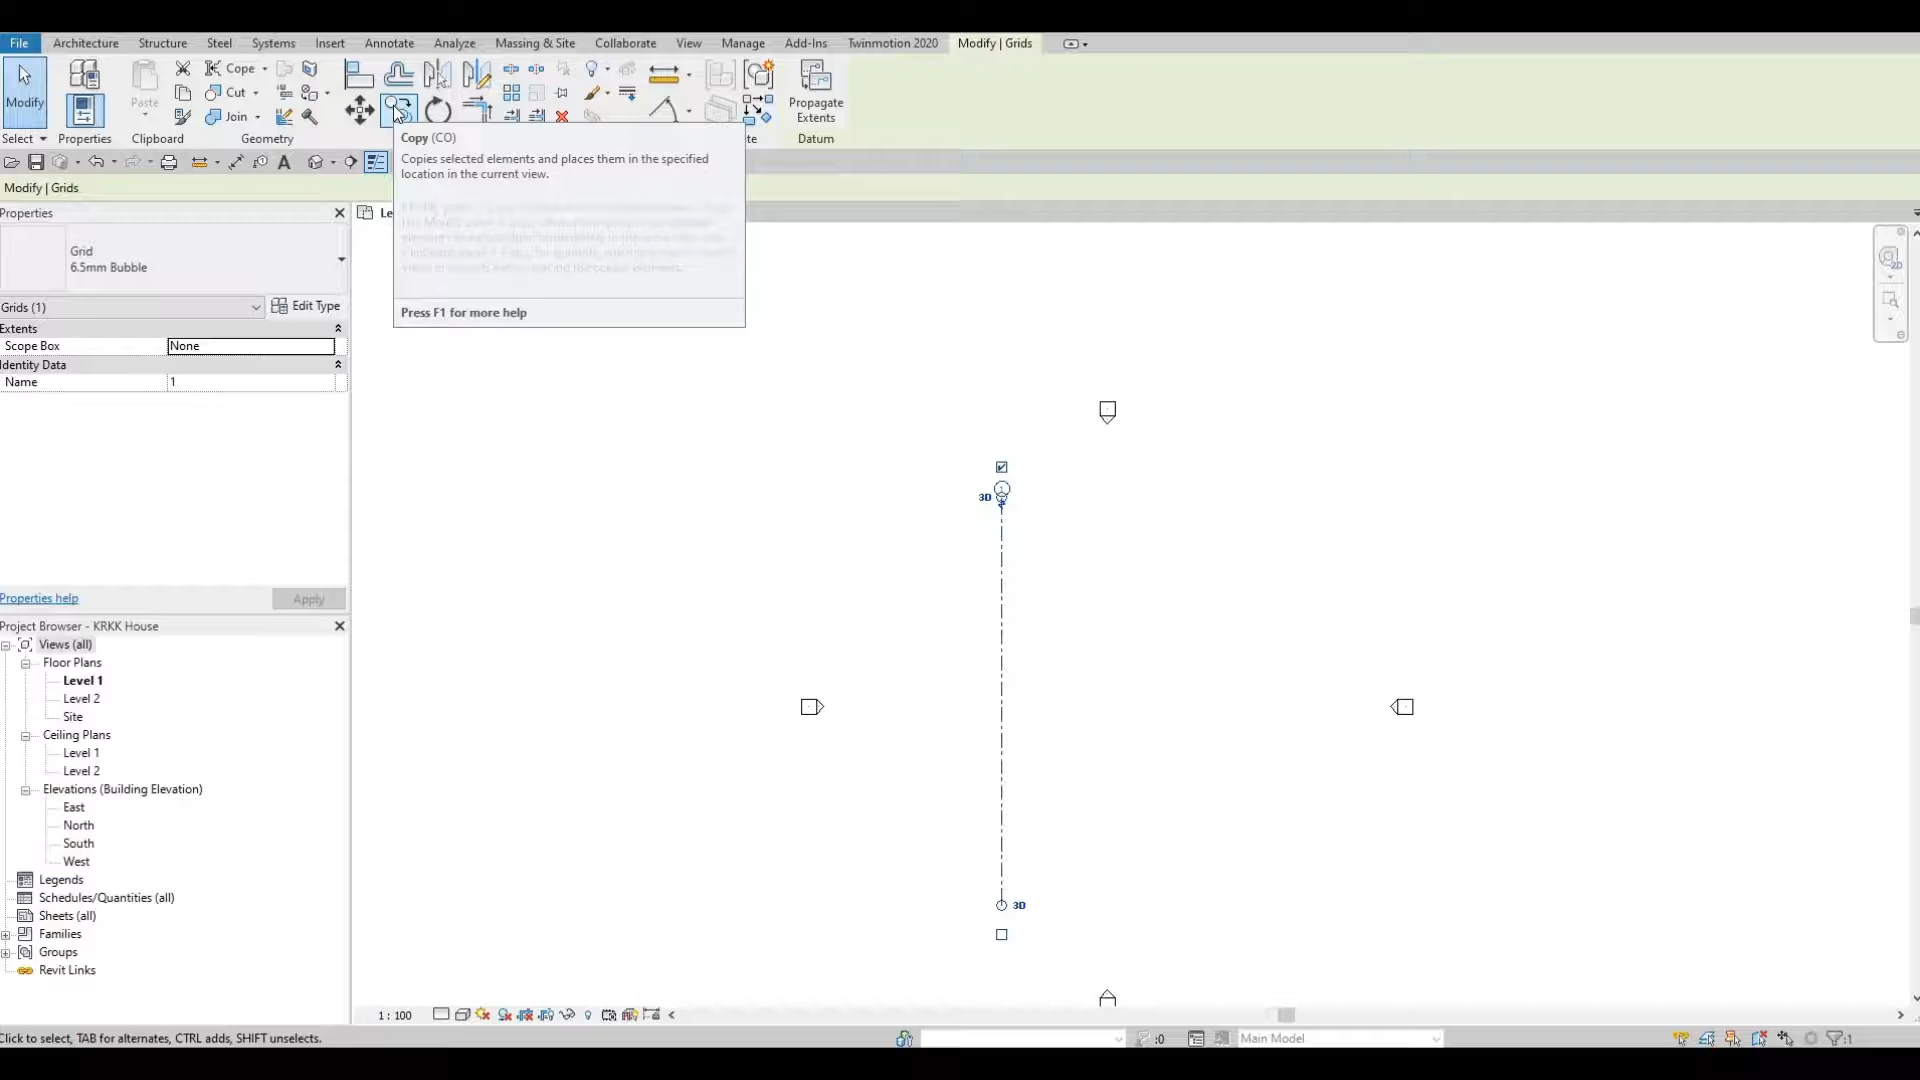 File Architecture Structure Steel Systems Insert Annotate Analyze Massing & Site Collaborate View Manage Add-Ins Twinmotion 2020 Modify | Grids
Modify
Paste
Cope
Cut
Join
Propagate
Extents
Select Properties Clipboard Geometry Datum
Copy (CO)
Copies selected elements and places them in the specified
location in the current view.
Press F1 for more help
Modify | Grids
Properties
Grid
6.5mm Bubble
Grids (1) Edit Type
Extents
Scope Box None
Identity Data
Name 1
Properties help Apply
Project Browser - KRKK House
Views (all)
Floor Plans
Level 1
Level 2
Site
Ceiling Plans
Level 1
Level 2
Elevations (Building Elevation)
East
North
South
West
Legends
Schedules/Quantities (all)
Sheets (all)
Families
Groups
Revit Links
2D
1
3D
3D
1 : 100
Click to select, TAB for alternates, CTRL adds, SHIFT unselects. :0 Main Model :1